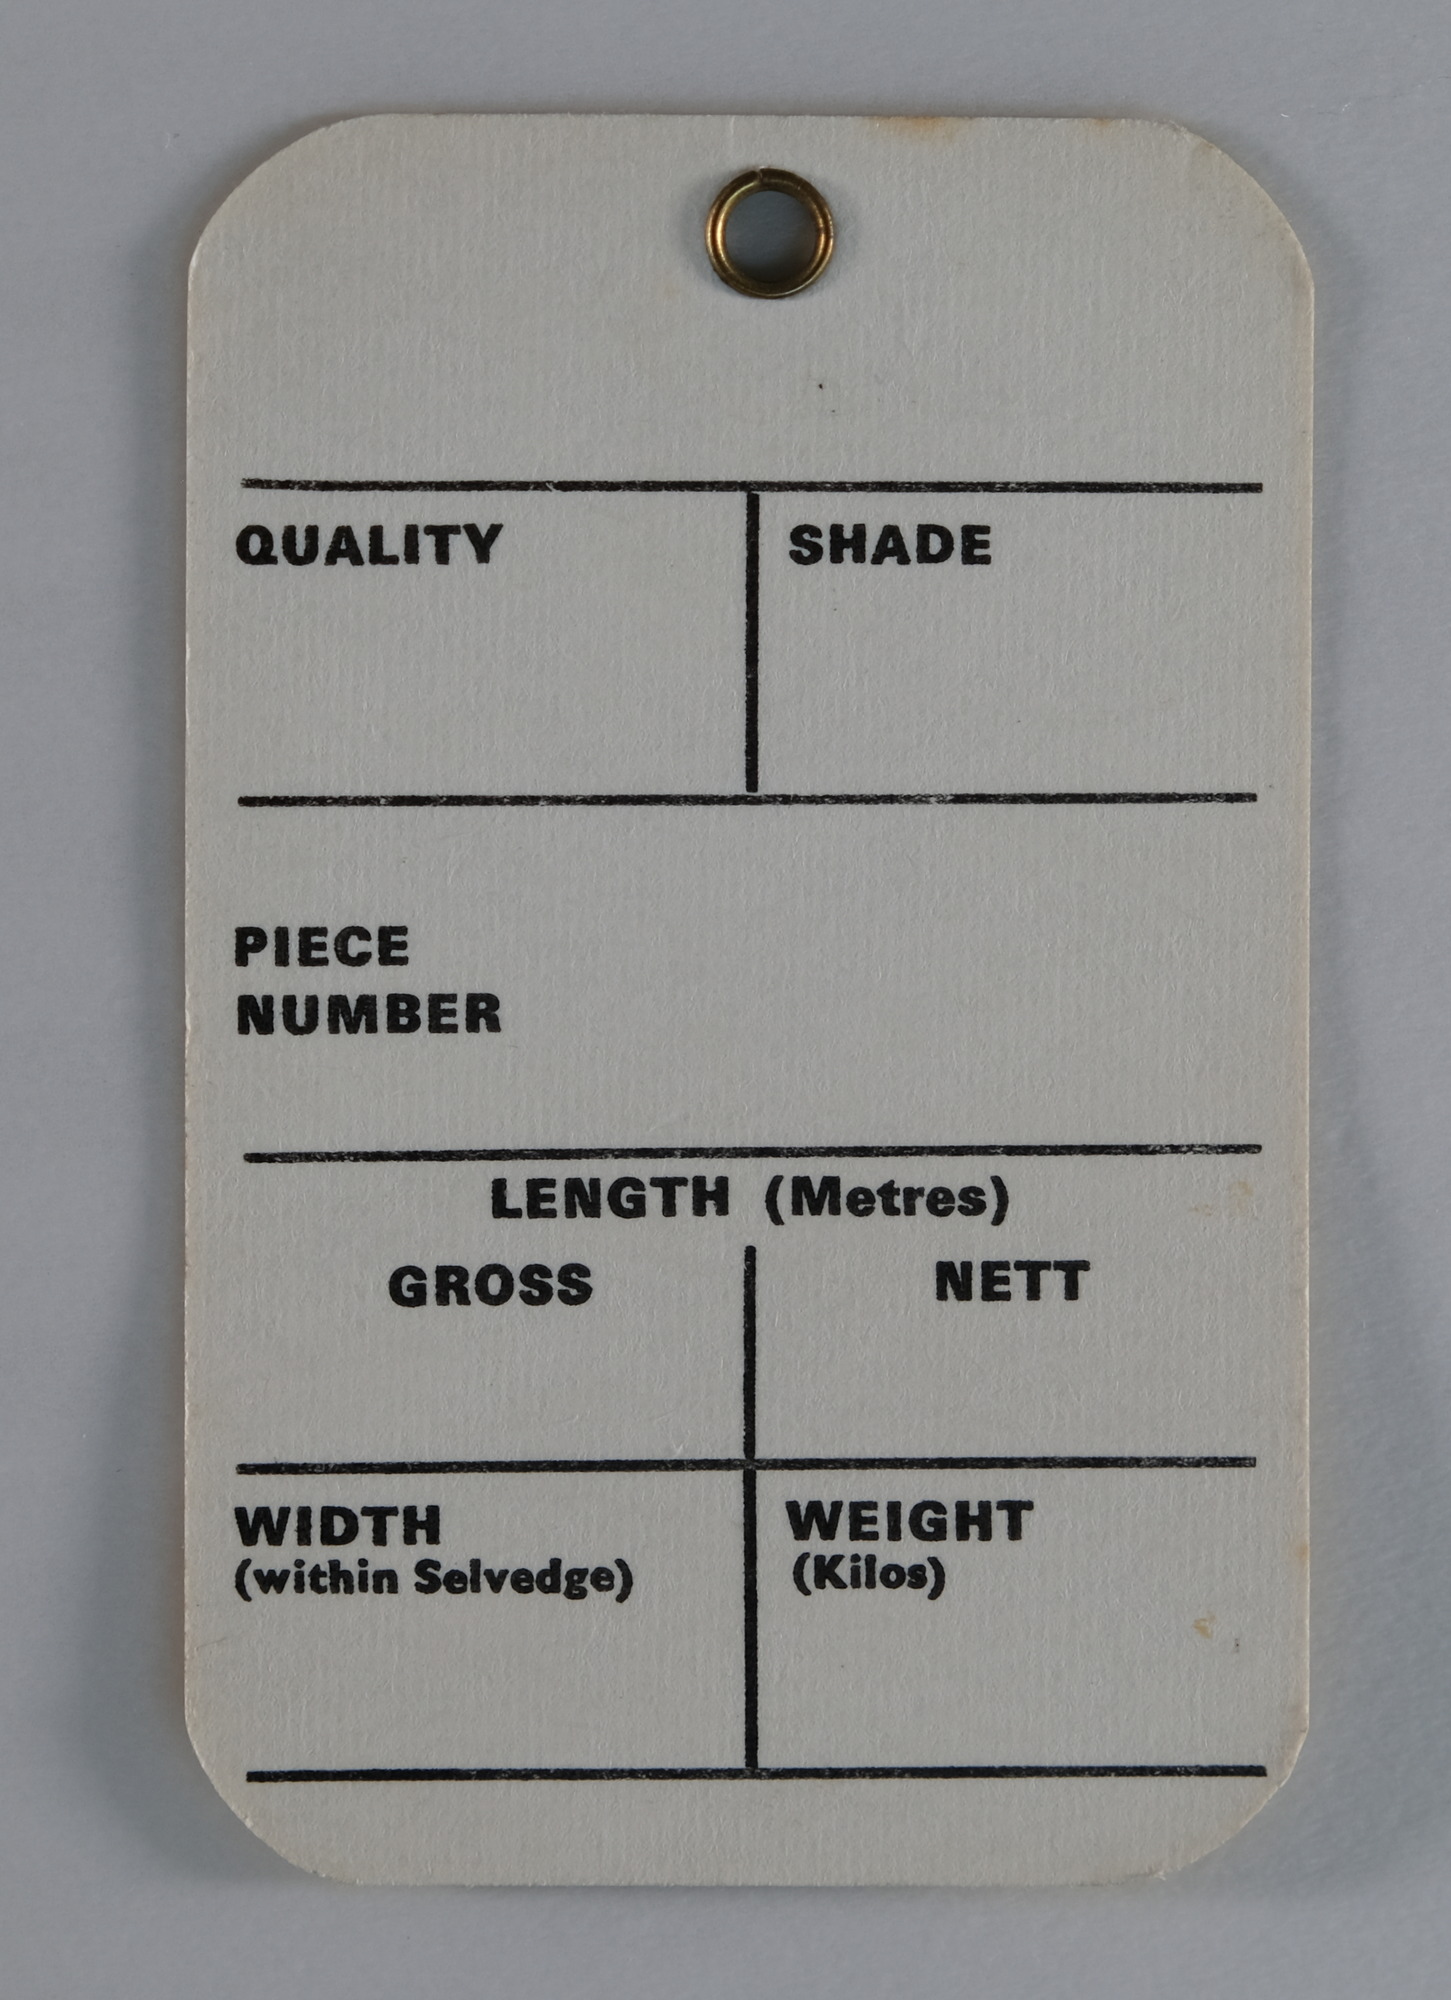 QUALITY SHADE
PIECE
NUMBER
LENGTH (Metres)
GROSS NETT
WIDTH WEIGHT
(within Selvedge) (Kilos)